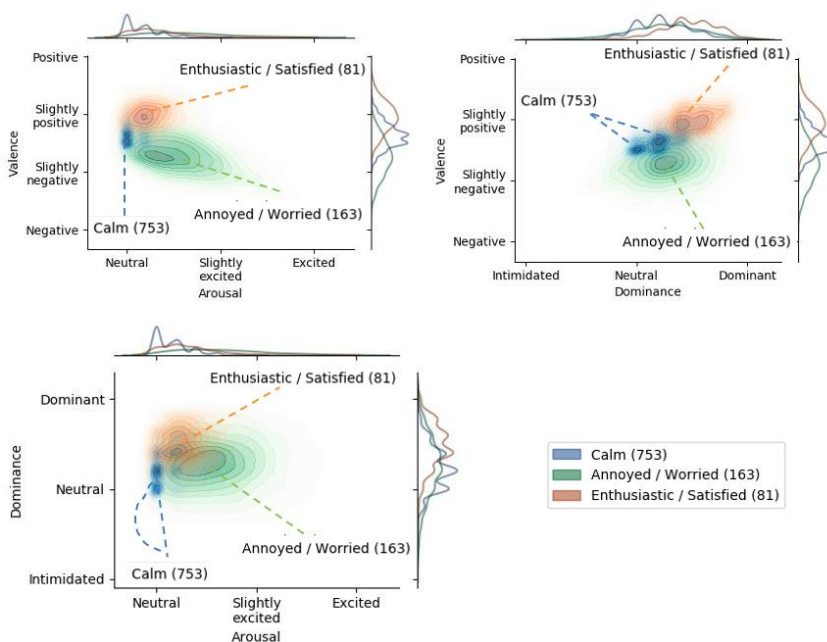 Positive
Slightly
positive
Slightly
negative
Negative
Valence
Enthusiastic / Satisfied (81)
Annoyed / Worried (163)
Calm (753)
Neutral
Slightly
excited
Excited
Arousal
Positive
Slightly
positive
Slightly
negative
Negative
Valence
Enthusiastic / Satisfied (81)
Calm (753)
Annoyed / Worried (163)
Intimidated
Neutral
Dominant
Dominance
Dominant
Neutral
Intimidated
Dominance
Enthusiastic / Satisfied (81)
Annoyed / Worried (163)
Calm (753)
Neutral
Slightly
excited
Excited
Arousal
Calm (753)
Annoyed / Worried (163)
Enthusiastic / Satisfied (81)